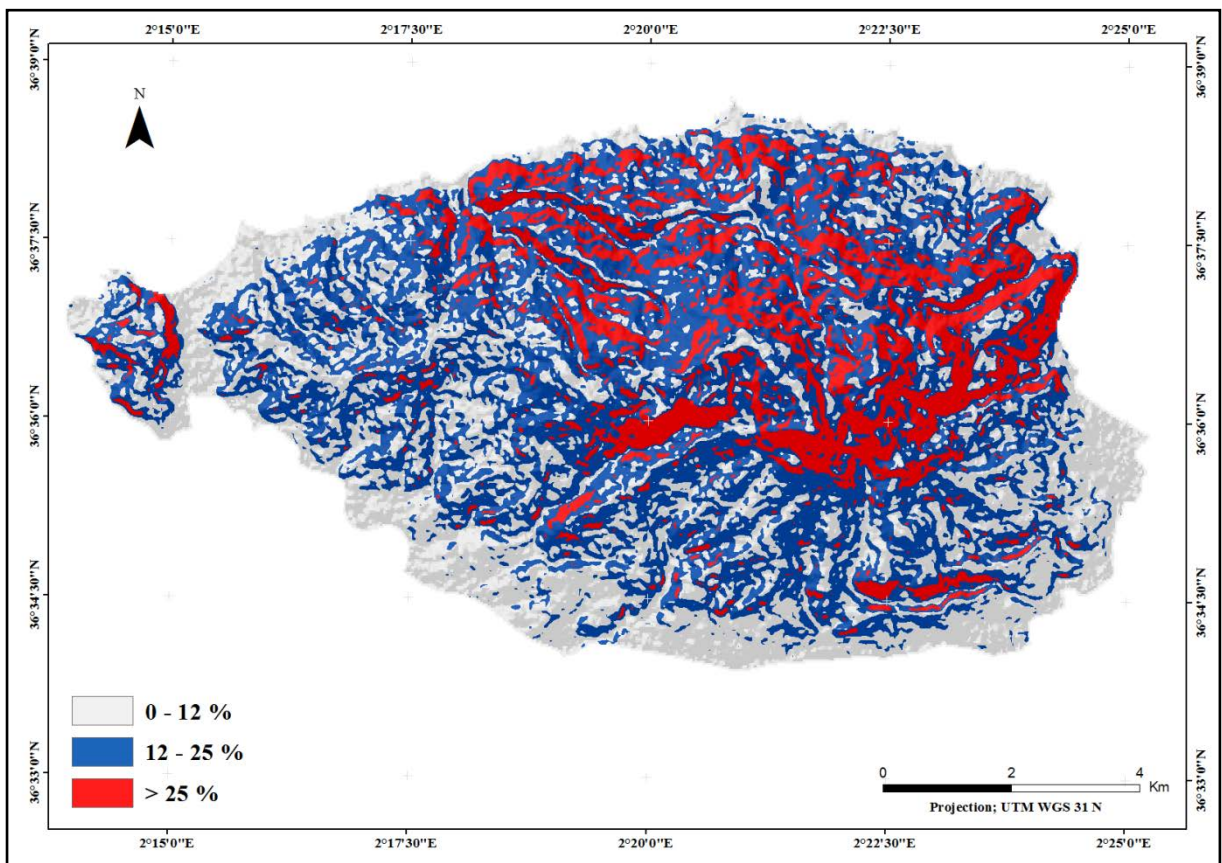 2°15'0"E 2°17'30"E 2°20'0"E 2°22'30"E 2°25'0"E
36°39'0"N
36°39'0"N
N
36°37'30"N
36°37'30"N
36°36'0"N
36°36'0"N
36°34'30"N
36°34'30"N
36°33'0"N
36°33'0"N
0 - 12 %
12 - 25 %
> 25 %
0 2 4
Km
Projection; UTM WGS 31 N
2°15'0"E 2°17'30"E 2°20'0"E 2°22'30"E 2°25'0"E